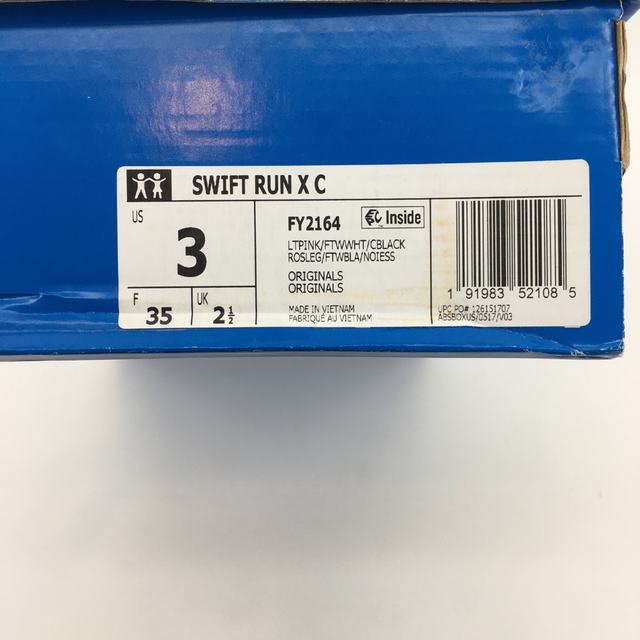 SWIFT RUN X C
US
3
F
35
UK
2 ½
FY2164
Inside
LTPINK/FTWWHT/CBLACK
ROSLEG/FTWBLA/NOIESS
ORIGINALS
ORIGINALS
MADE IN VIETNAM
FABRIQUÉ AU VIETNAM
1 91983 52108 5
UPC PO# 126151707
ABSBOXUS/0517/V03